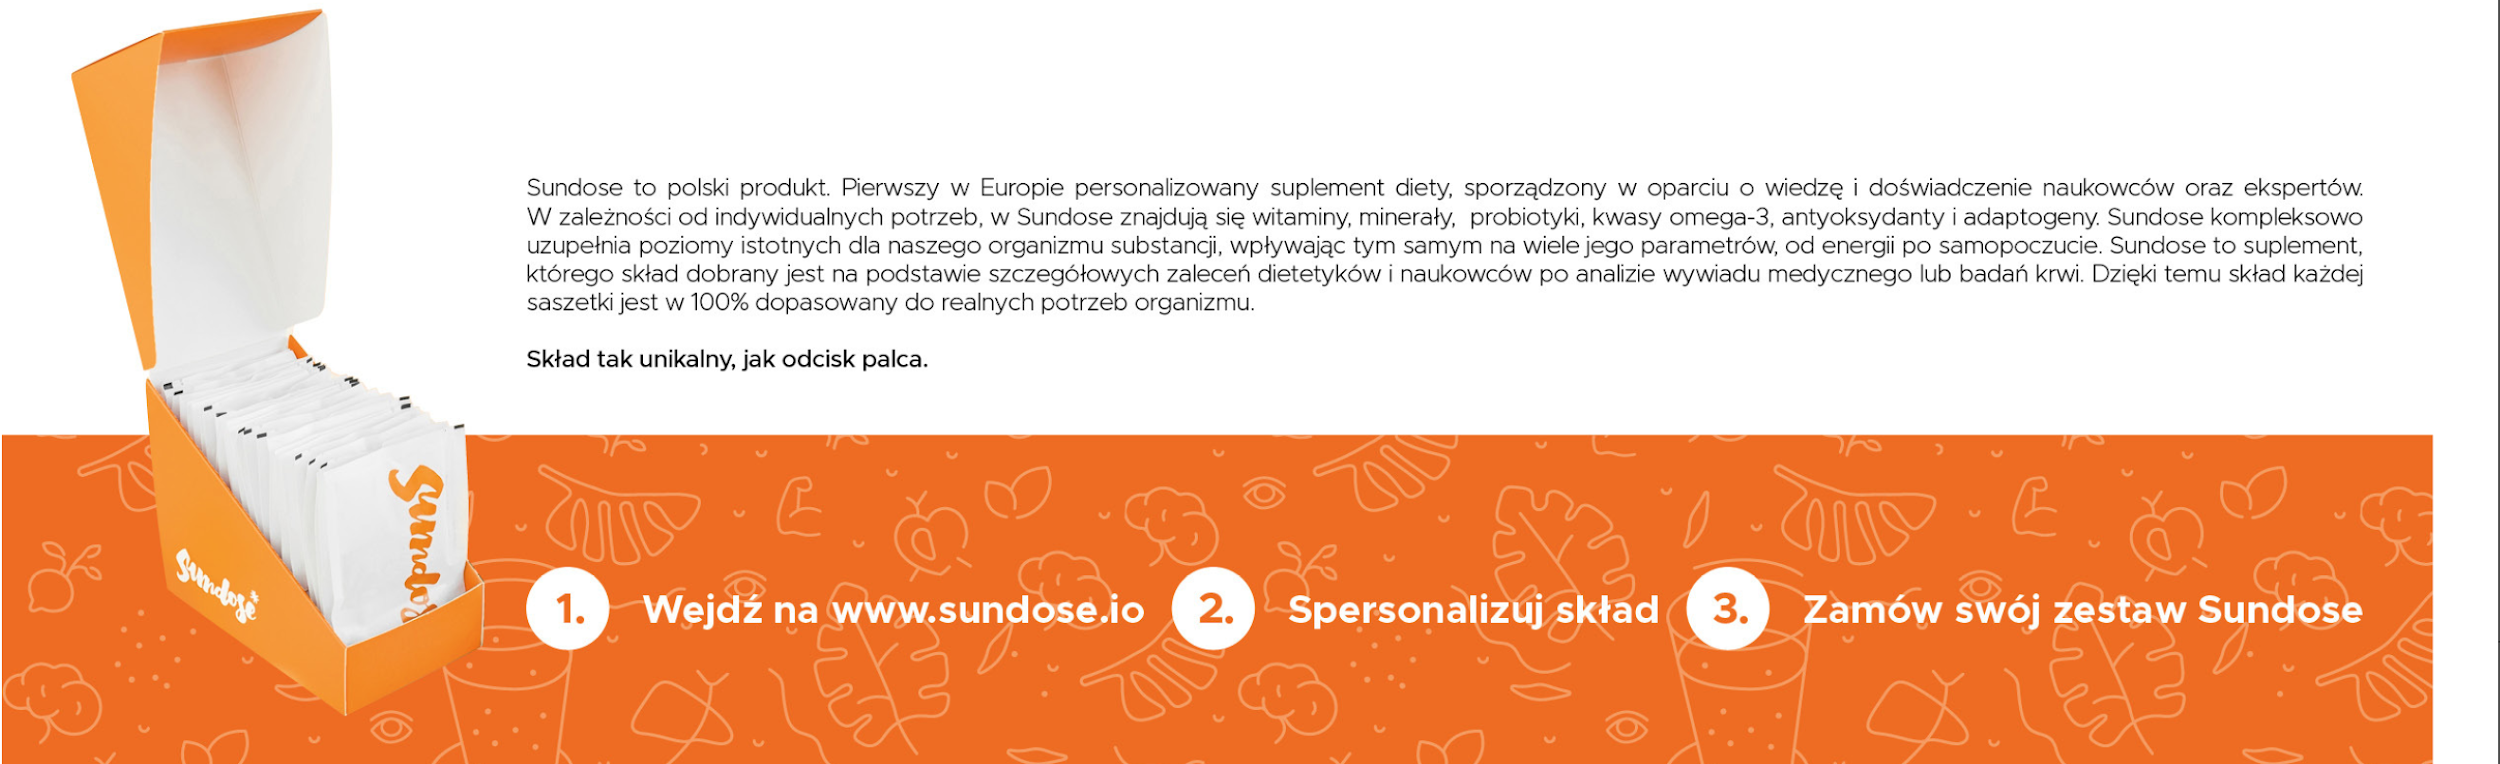 Sundose to polski produkt. Pierwszy w Europie personalizowany suplement diety, sporządzony w oparciu o wiedzę i doświadczenie naukowców oraz ekspertów.
W zależności od indywidualnych potrzeb, w Sundose znajdują się witaminy, minerały, probiotyki, kwasy omega-3, antyoksydanty i adaptogeny. Sundose kompleksowo
uzupełnia poziomy istotnych dla naszego organizmu substancji, wpływając tym samym na wiele jego parametrów, od energii po samopoczucie. Sundose to suplement,
którego skład dobrany jest na podstawie szczegółowych zaleceń dietetyków i naukowców po analizie wywiadu medycznego lub badań krwi. Dzięki temu skład każdej
saszetki jest w 100% dopasowany do realnych potrzeb organizmu.
Skład tak unikalny, jak odcisk palca.
Sundose
Sundose
1. Wejdź na www.sundose.io 2. Spersonalizuj skład 3. Zamów swój zestaw Sundose